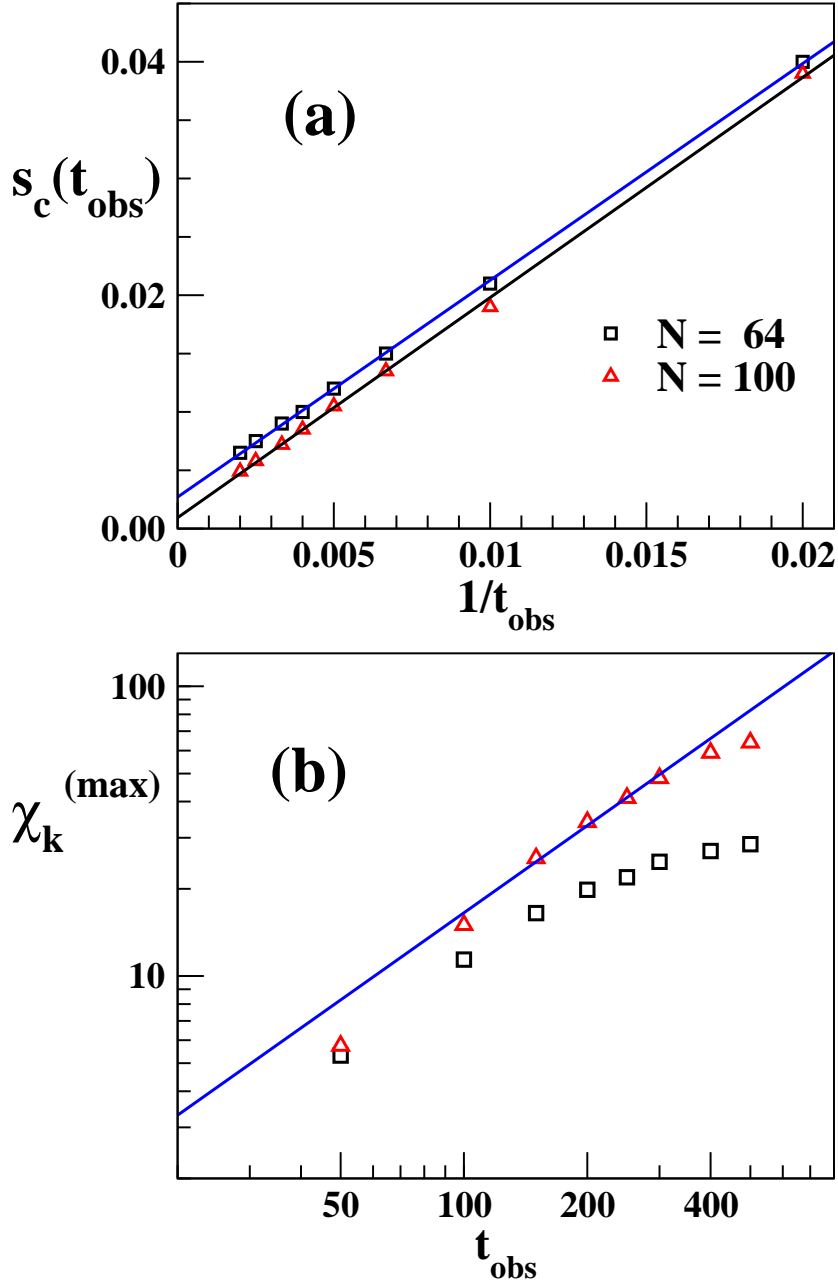 0.04
(a)
s_c(t_obs)
0.02
N = 64
N = 100
0.00
0 0.005 0.01 0.015 0.02
1/t_obs
100
(b)
χ_k^(max)
10
50 100 200 400
t_obs